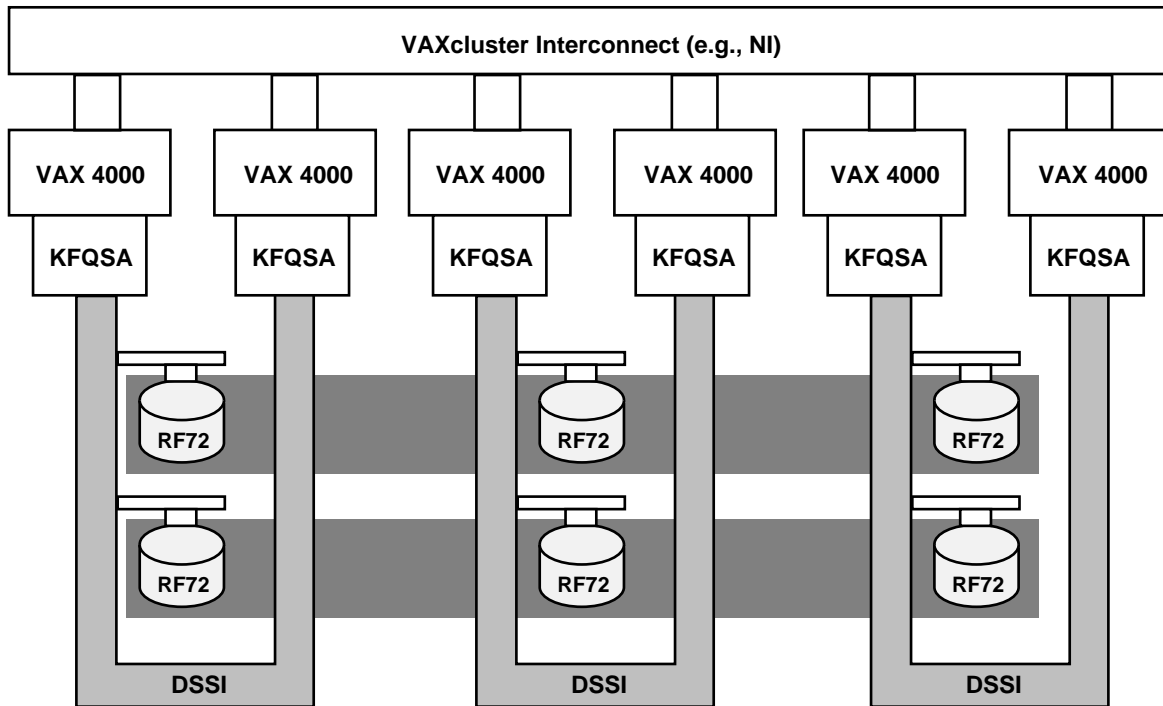 VAXcluster Interconnect (e.g., NI)
VAX 4000 VAX 4000 VAX 4000 VAX 4000 VAX 4000 VAX 4000
KFQSA KFQSA KFQSA KFQSA KFQSA KFQSA
RF72 RF72 RF72
RF72 RF72 RF72
DSSI DSSI DSSI